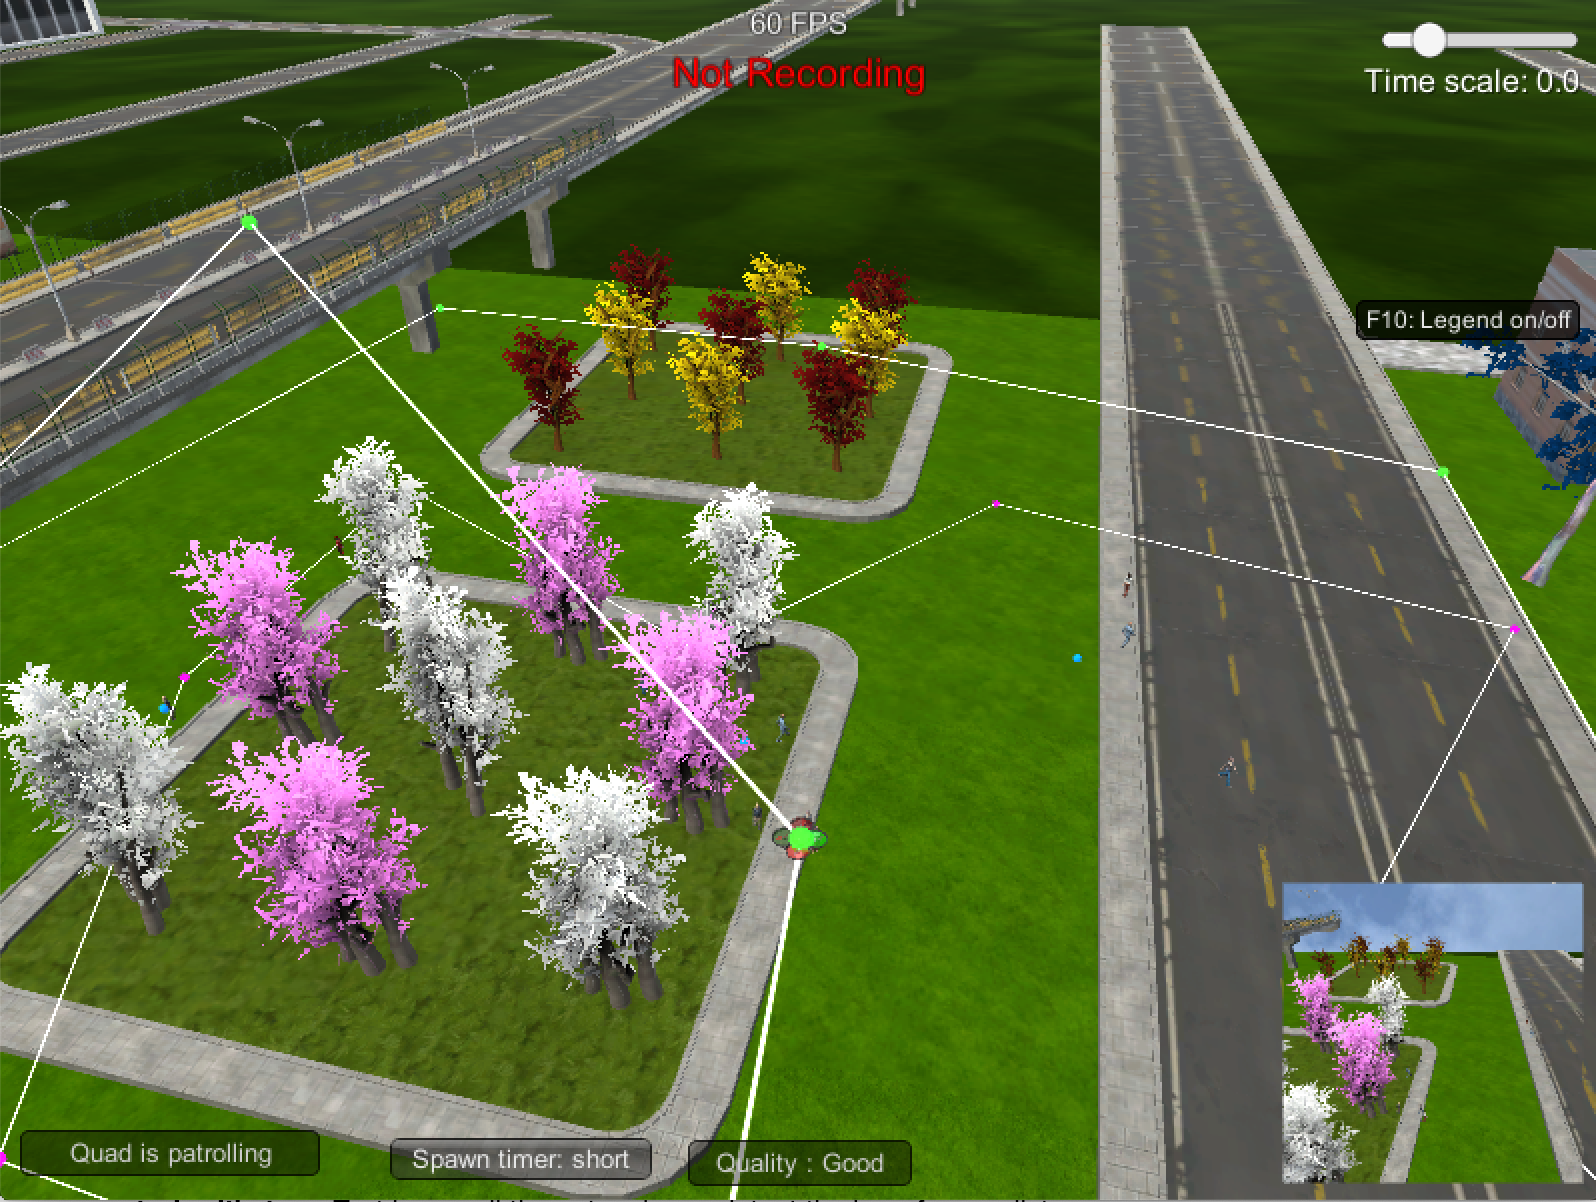 60 FPS
Not Recording
Time scale: 0.0
F10: Legend on/off
Quad is patrolling
Spawn timer: short
Quality : Good